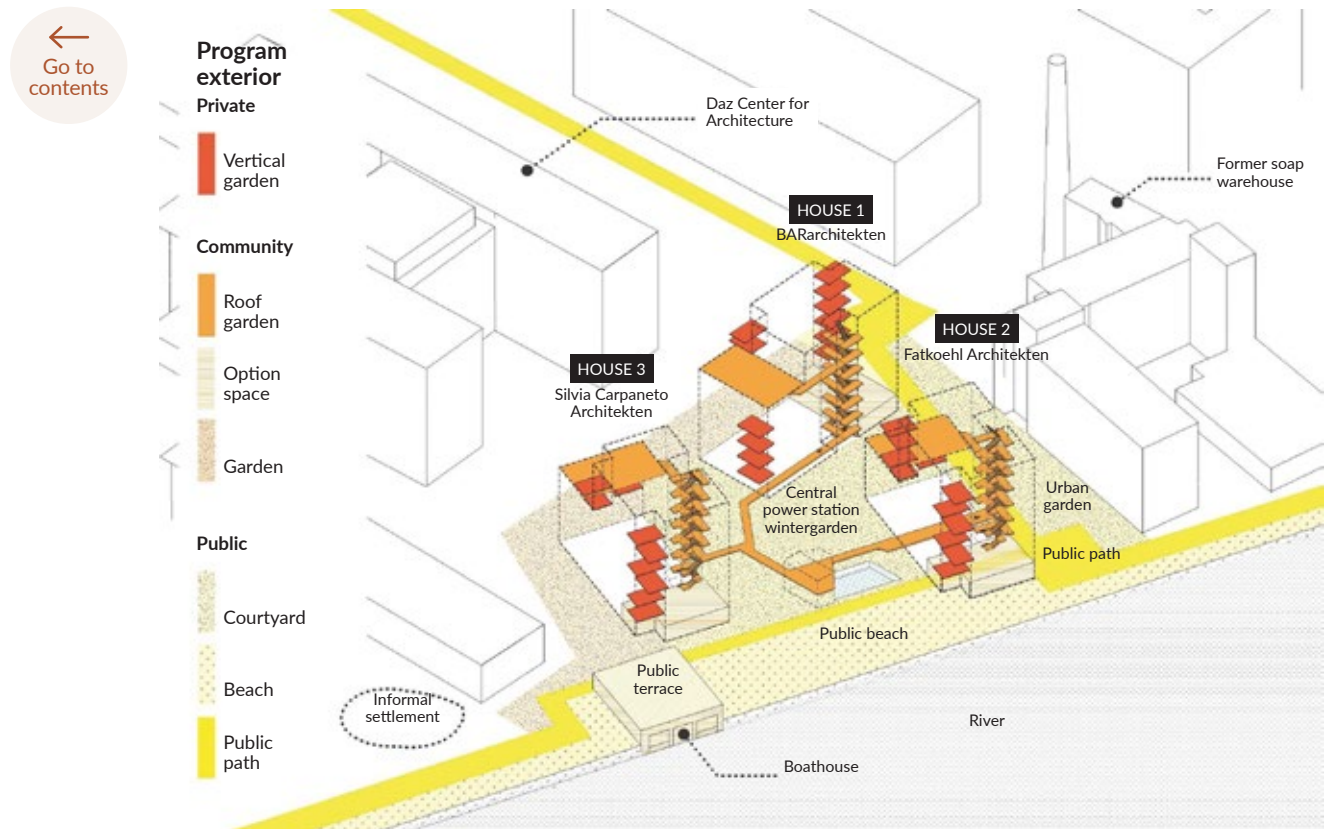 Go to
contents
Program
exterior
Private
Vertical
garden
Community
Roof
garden
Option
space
Garden
Public
Courtyard
Beach
Public
path
Daz Center for
Architecture
Former soap
warehouse
HOUSE 1
BARarchitekten
HOUSE 2
Fatkoehl Architekten
HOUSE 3
Silvia Carpaneto
Architekten
Central
power station
wintergarden
Urban
garden
Public path
Public beach
Public
terrace
Informal
settlement
River
Boathouse